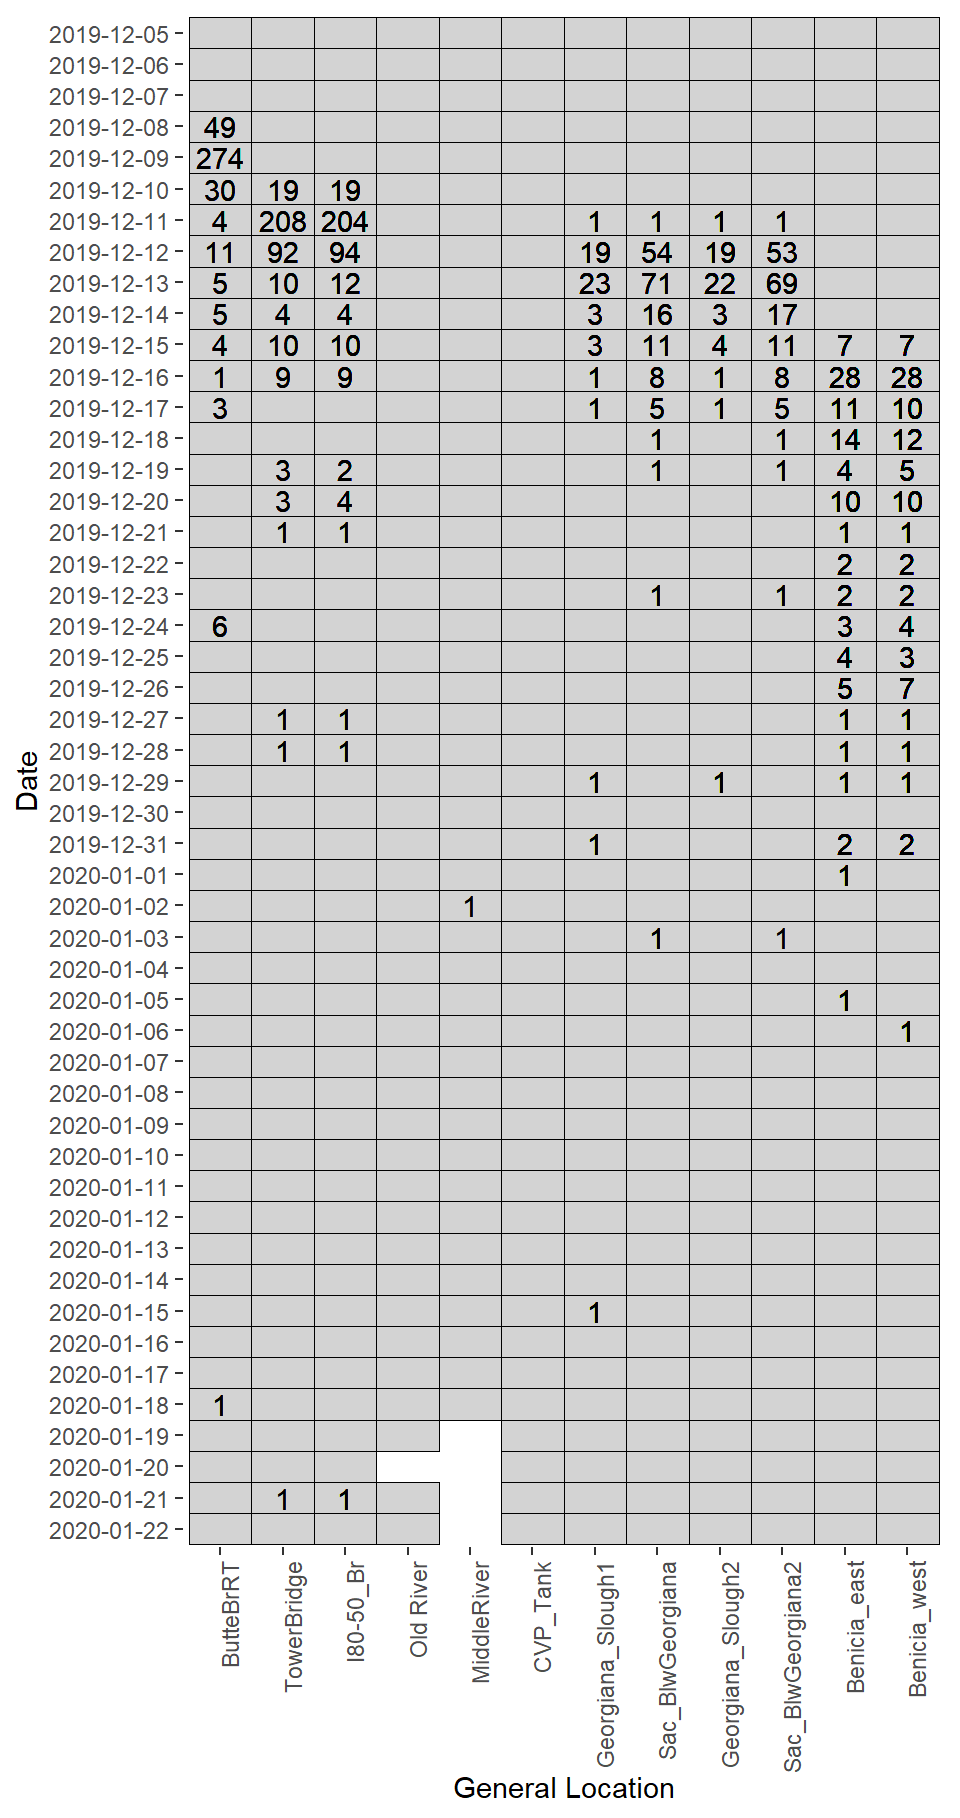 2019-12-05
2019-12-06
2019-12-07
2019-12-08 49
2019-12-09 274
2019-12-10 30 19 19
2019-12-11 4 208 204 1 1 1 1
2019-12-12 11 92 94 19 54 19 53
2019-12-13 5 10 12 23 71 22 69
2019-12-14 5 4 4 3 16 3 17
2019-12-15 4 10 10 3 11 4 11 7 7
2019-12-16 1 9 9 1 8 1 8 28 28
2019-12-17 3 1 5 1 5 11 10
2019-12-18 1 1 14 12
2019-12-19 3 2 1 1 4 5
2019-12-20 3 4 10 10
2019-12-21 1 1 1 1
2019-12-22 2 2
2019-12-23 1 1 2 2
2019-12-24 6 3 4
2019-12-25 4 3
2019-12-26 5 7
2019-12-27 1 1 1 1
2019-12-28 1 1 1 1
2019-12-29 1 1 1 1
2019-12-30
2019-12-31 1 2 2
2020-01-01 1
2020-01-02 1
2020-01-03 1 1
2020-01-04
2020-01-05 1
2020-01-06 1
2020-01-07
2020-01-08
2020-01-09
2020-01-10
2020-01-11
2020-01-12
2020-01-13
2020-01-14
2020-01-15 1
2020-01-16
2020-01-17
2020-01-18 1
2020-01-19
2020-01-20
2020-01-21 1 1
2020-01-22
Date
ButteBrRT
TowerBridge
I80-50_Br
Old River
MiddleRiver
CVP_Tank
Georgiana_Slough1
Sac_BlwGeorgiana
Georgiana_Slough2
Sac_BlwGeorgiana2
Benicia_east
Benicia_west
General Location